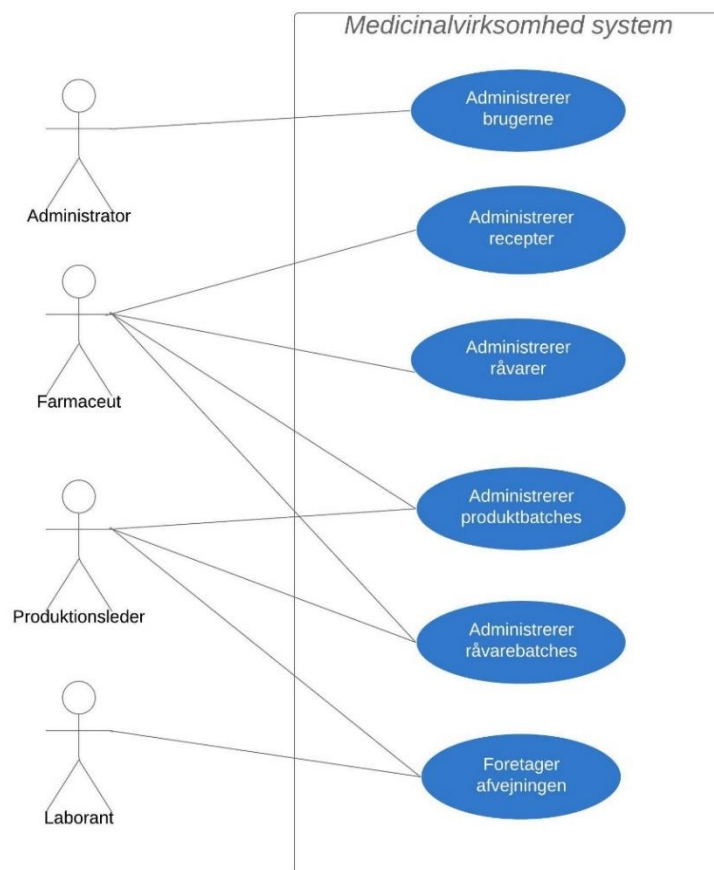 Medicinalvirksomhed system
Administrerer
brugerne
Administrator
Administrerer
recepter
Farmaceut
Administrerer
råvarer
Administrerer
produktbatches
Produktionsleder
Administrerer
råvarebatches
Laborant
Foretager
afvejningen